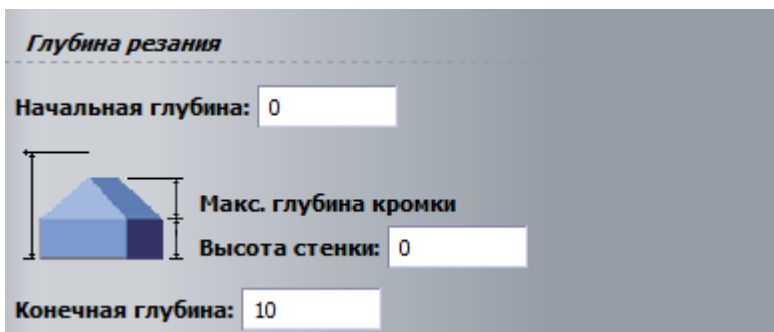 Глубина резания
Начальная глубина: 0
Макс. глубина кромки
Высота стенки: 0
Конечная глубина: 10